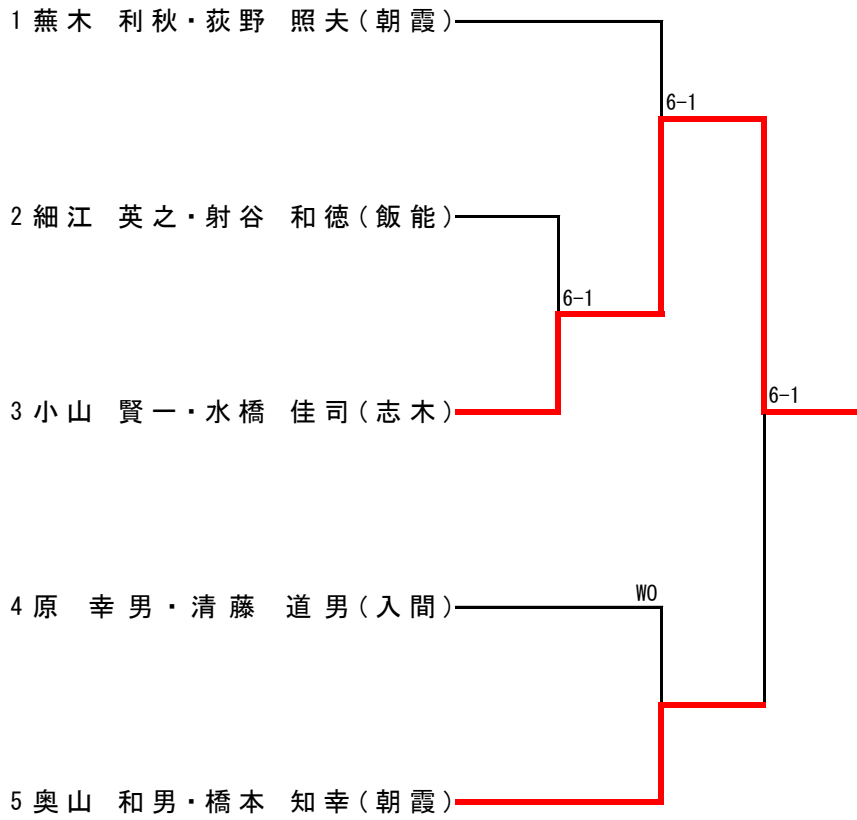 1 蕪木 利秋・荻野 照夫(朝霞)
6-1
2 細江 英之・射谷 和徳(飯能)
6-1
3 小山 賢一・水橋 佳司(志木)
6-1
4 原 幸男・清藤 道男(入間)
WO
5 奥山 和男・橋本 知幸(朝霞)